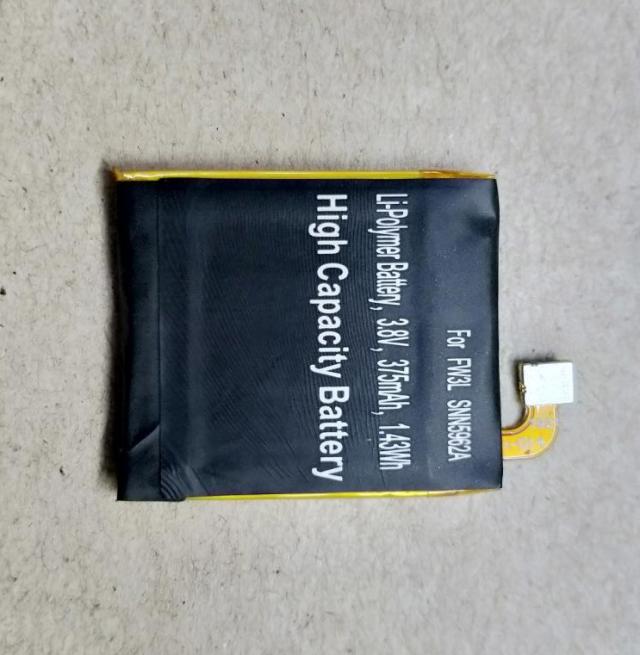 For FW3L SNN5962A
Li-Polymer Battery, 3.8V, 375mAh, 1.43Wh
High Capacity Battery